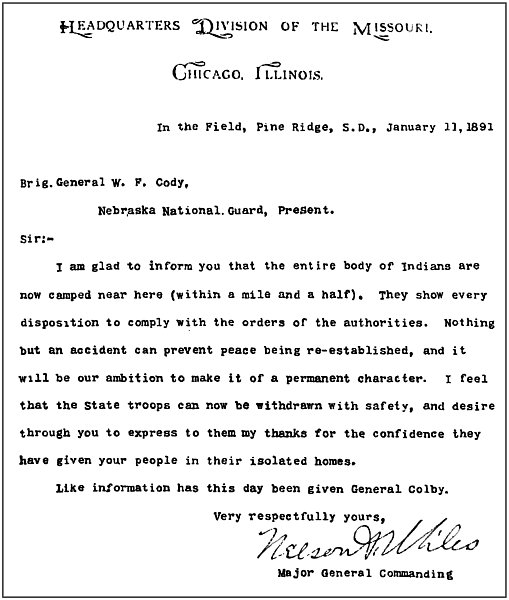 HEADQUARTERS DIVISION OF THE MISSOURI.
CHICAGO, ILLINOIS.
In the Field, Pine Ridge, S.D., January 11, 1891
Brig. General W. F. Cody,
Nebraska National Guard, Present.
Sir:-
I am glad to inform you that the entire body of Indians are
now camped near here (within a mile and a half). They show every
disposition to comply with the orders of the authorities. Nothing
but an accident can prevent peace being re-established, and it
will be our ambition to make it of a permanent character. I feel
that the State troops can now be withdrawn with safety, and desire
through you to express to them my thanks for the confidence they
have given your people in their isolated homes.
Like information has this day been given General Colby.
Very respectfully yours,
Nelson A. Miles
Major General Commanding